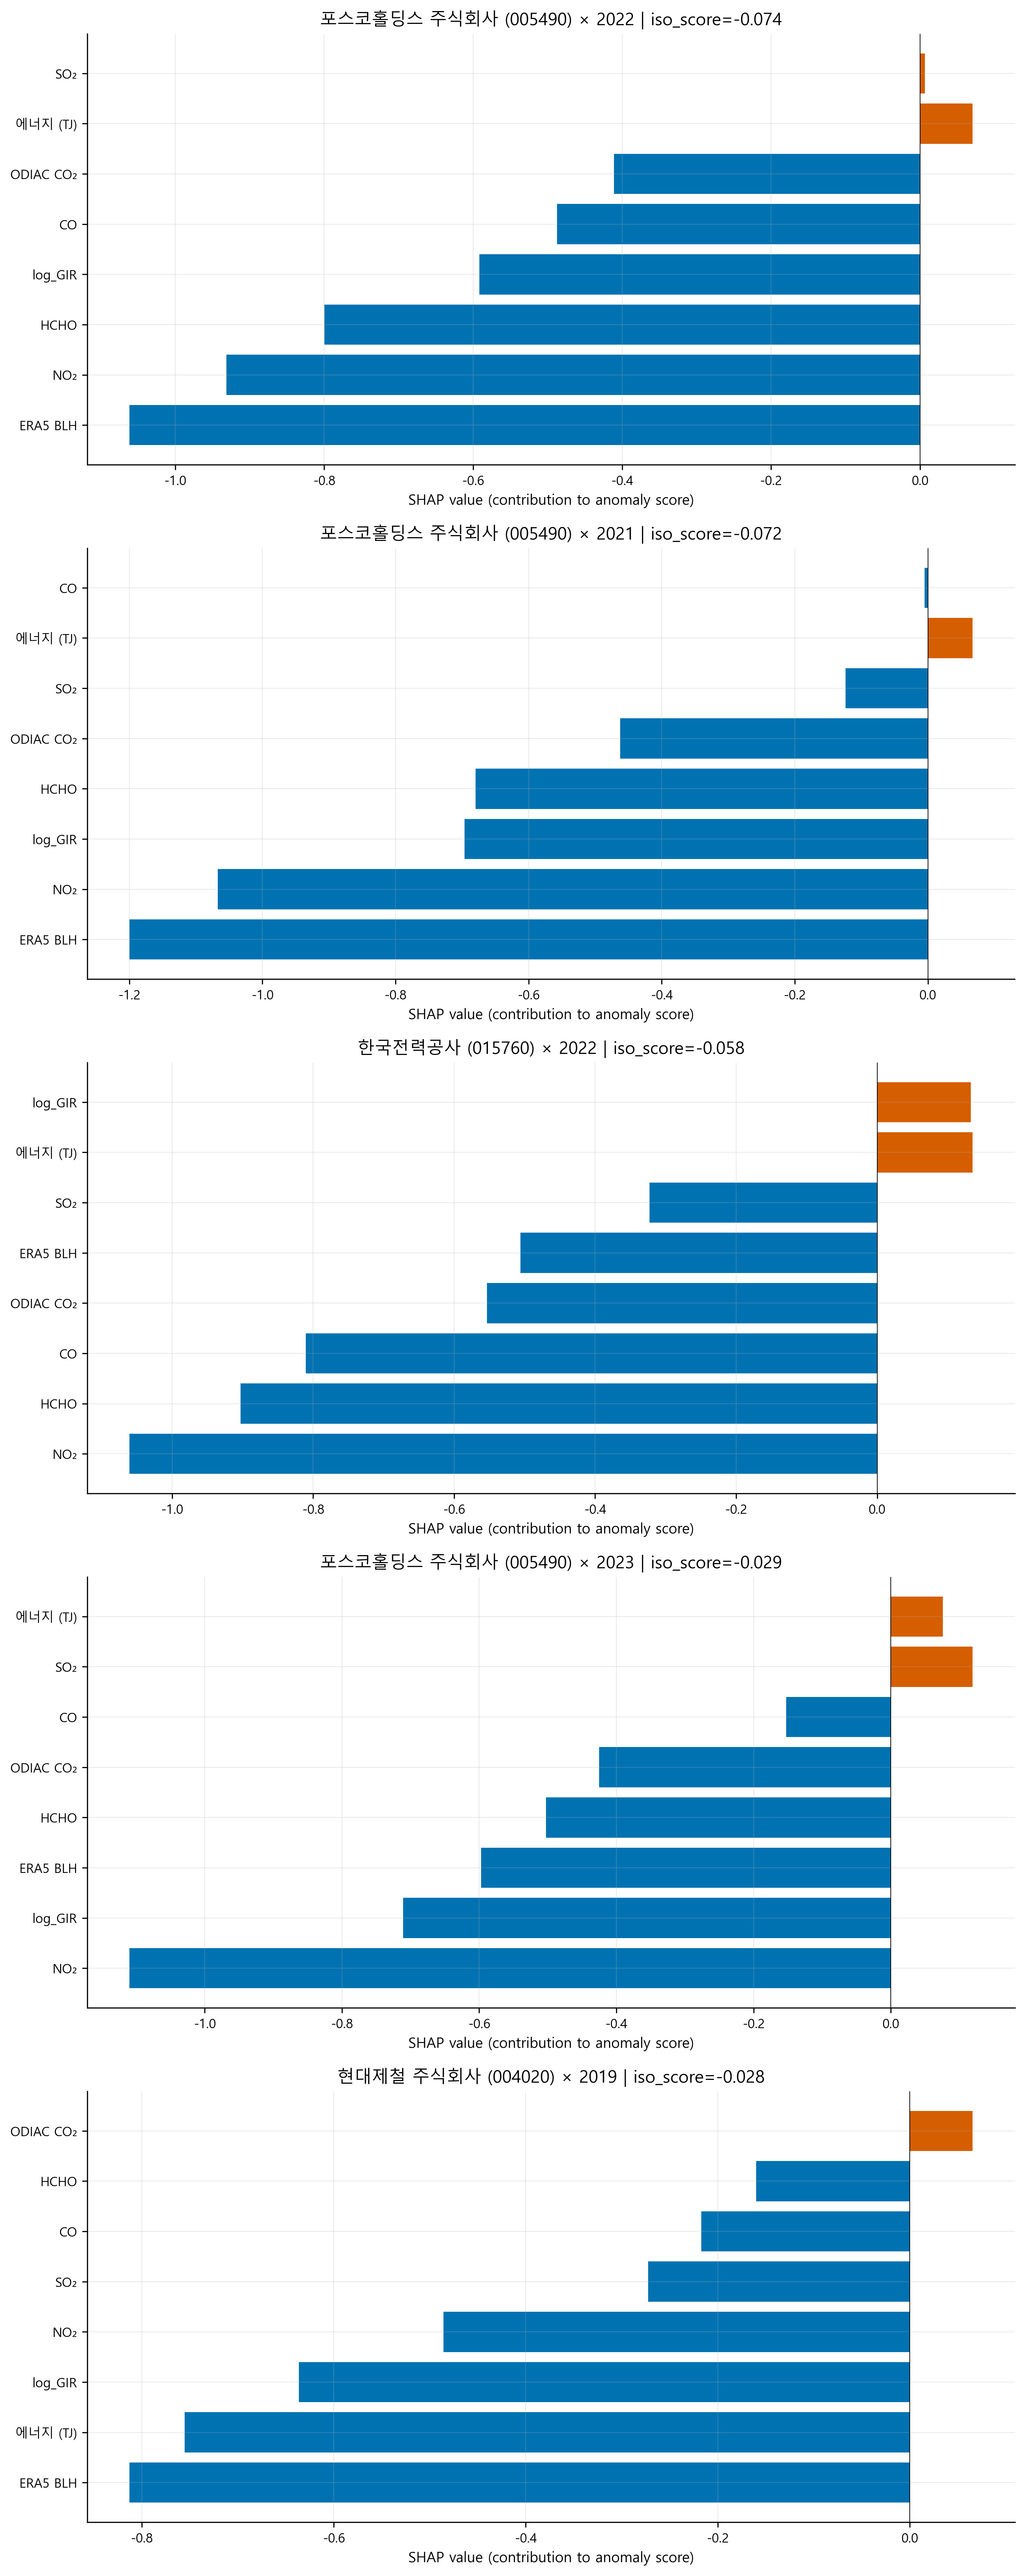 포스코홀딩스 주식회사 (005490) × 2022 | iso_score=-0.074
SO₂
에너지 (TJ)
ODIAC CO₂
CO
log_GIR
HCHO
NO₂
ERA5 BLH
-1.0 -0.8 -0.6 -0.4 -0.2 0.0
SHAP value (contribution to anomaly score)
포스코홀딩스 주식회사 (005490) × 2021 | iso_score=-0.072
CO
에너지 (TJ)
SO₂
ODIAC CO₂
HCHO
log_GIR
NO₂
ERA5 BLH
-1.2 -1.0 -0.8 -0.6 -0.4 -0.2 0.0
SHAP value (contribution to anomaly score)
한국전력공사 (015760) × 2022 | iso_score=-0.058
log_GIR
에너지 (TJ)
SO₂
ERA5 BLH
ODIAC CO₂
CO
HCHO
NO₂
-1.0 -0.8 -0.6 -0.4 -0.2 0.0
SHAP value (contribution to anomaly score)
포스코홀딩스 주식회사 (005490) × 2023 | iso_score=-0.029
에너지 (TJ)
SO₂
CO
ODIAC CO₂
HCHO
ERA5 BLH
log_GIR
NO₂
-1.0 -0.8 -0.6 -0.4 -0.2 0.0
SHAP value (contribution to anomaly score)
현대제철 주식회사 (004020) × 2019 | iso_score=-0.028
ODIAC CO₂
HCHO
CO
SO₂
NO₂
log_GIR
에너지 (TJ)
ERA5 BLH
-0.8 -0.6 -0.4 -0.2 0.0
SHAP value (contribution to anomaly score)